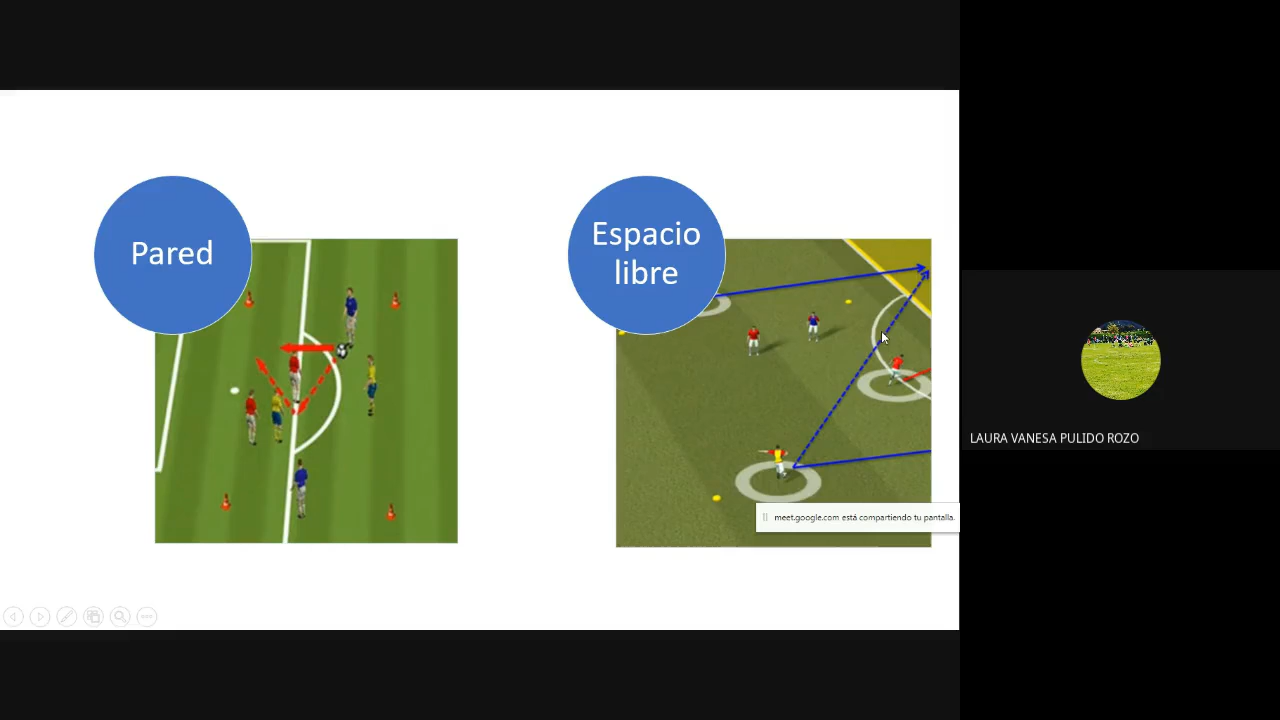 Pared
Espacio
libre
meet.google.com está compartiendo tu pantalla.
LAURA VANESA PULIDO ROZO